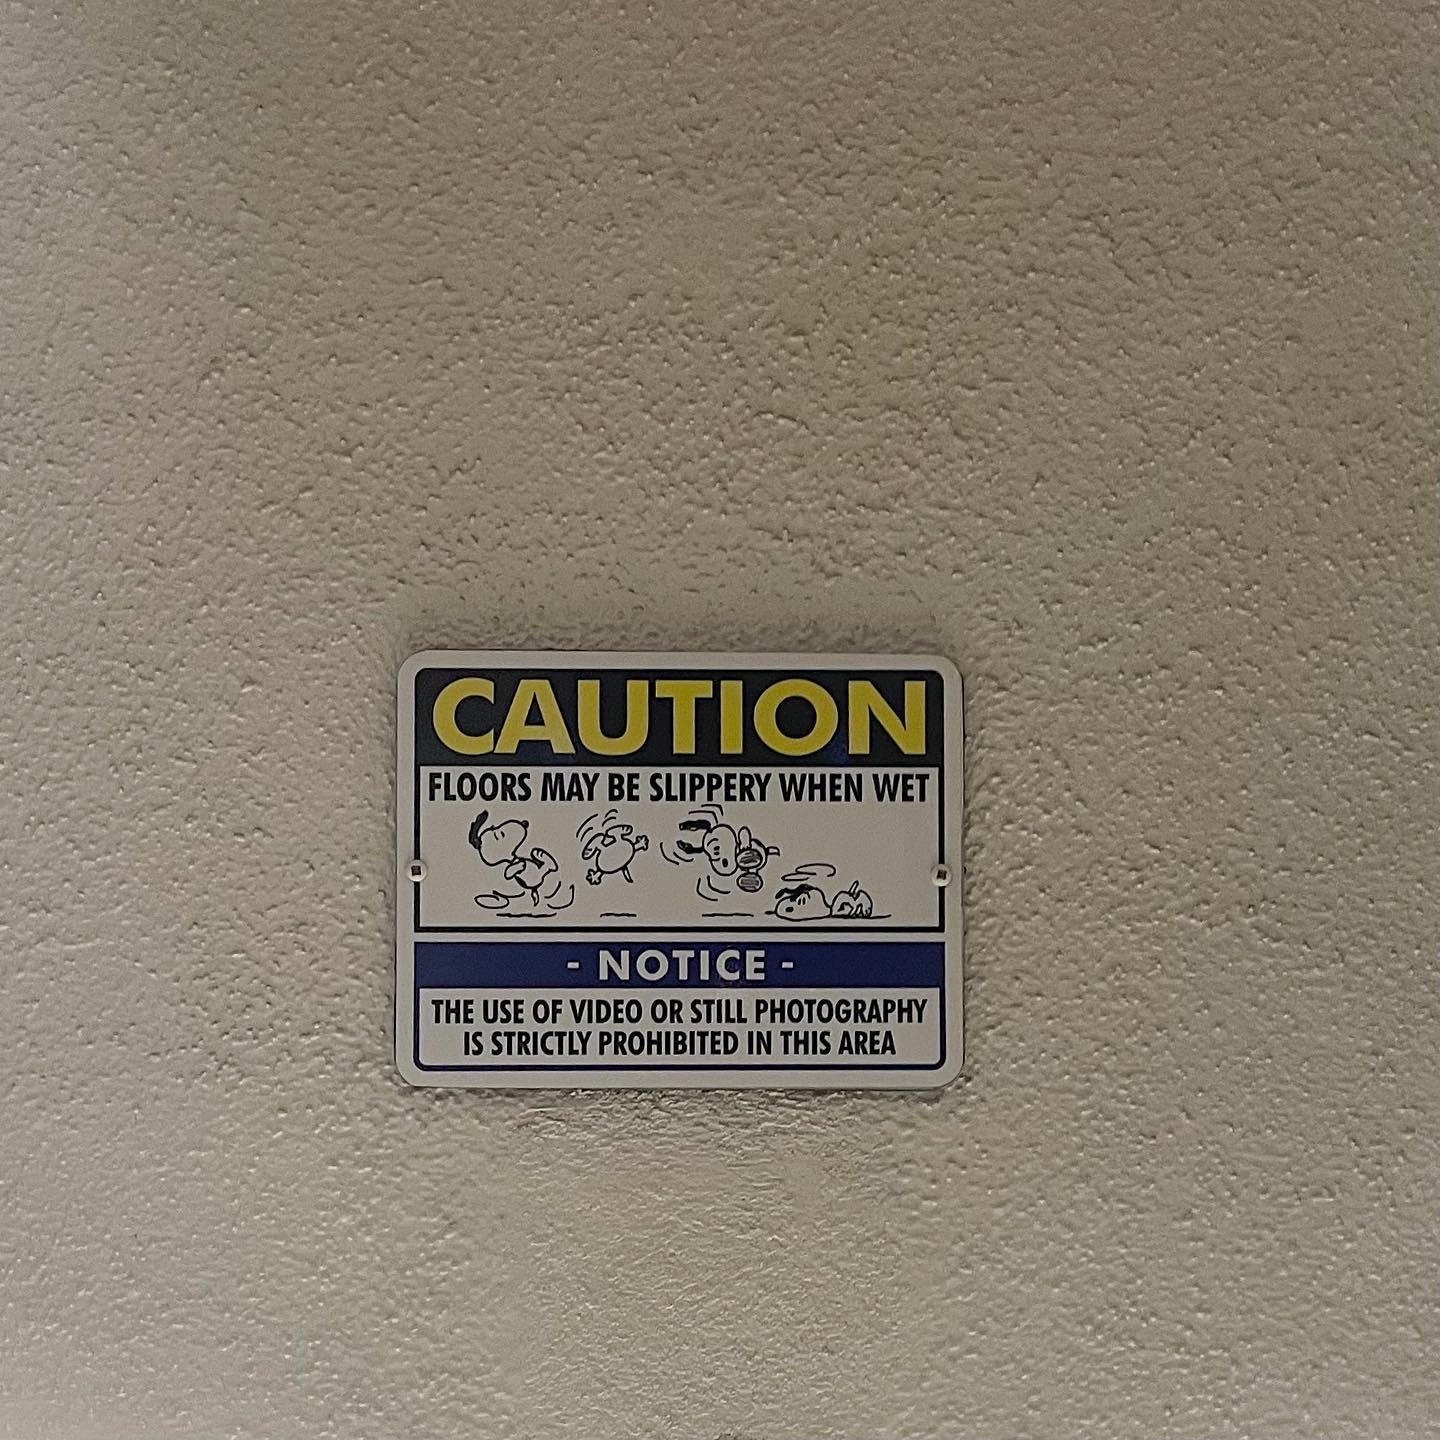 CAUTION
FLOORS MAY BE SLIPPERY WHEN WET
- NOTICE -
THE USE OF VIDEO OR STILL PHOTOGRAPHY
IS STRICTLY PROHIBITED IN THIS AREA